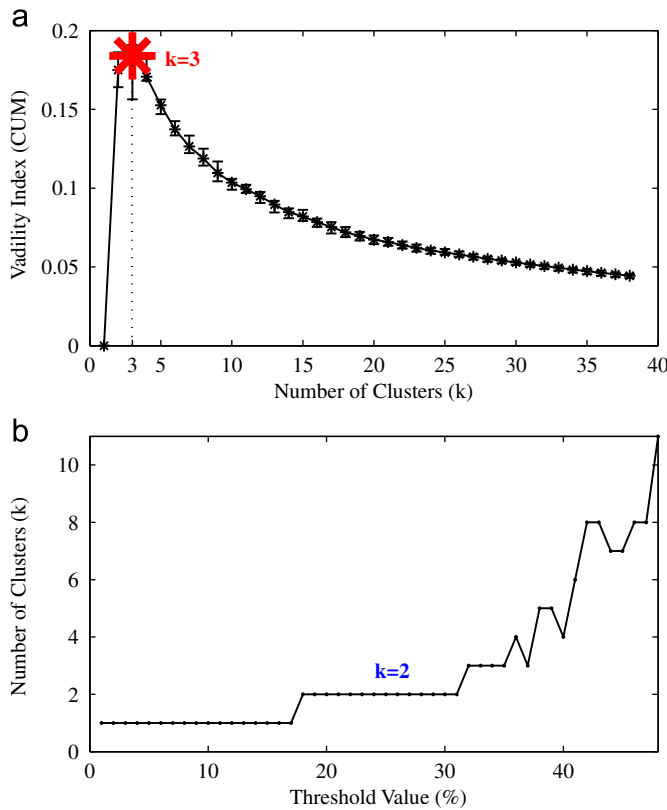 a
0.2
0.15
0.1
0.05
0
k=3
Vadility Index (CUM)
0 3 5 10 15 20 25 30 35 40
Number of Clusters (k)
b
10
8
6
4
2
0
k=2
Number of Clusters (k)
0 10 20 30 40
Threshold Value (%)